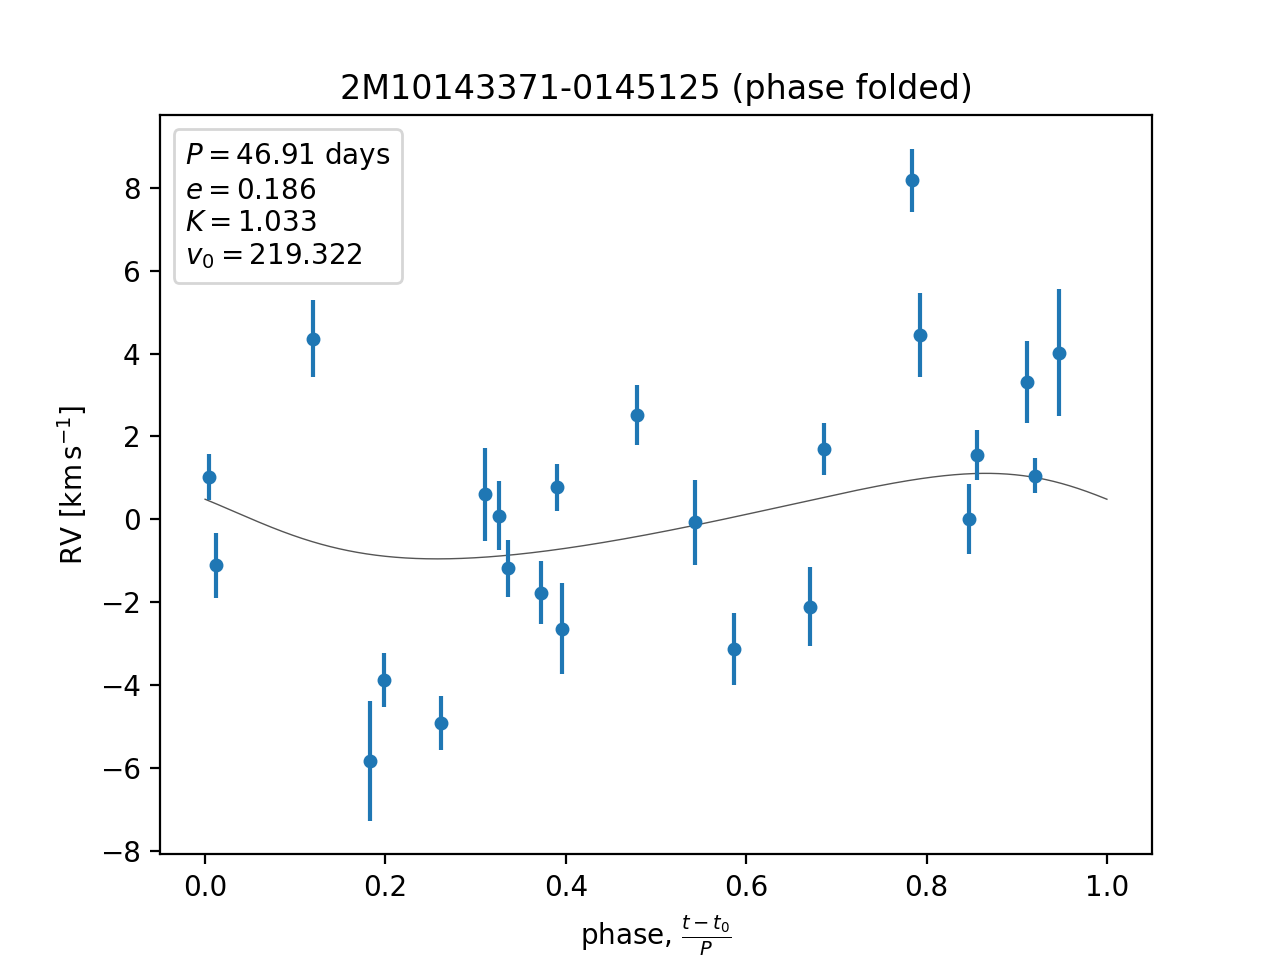 2M10143371-0145125 (phase folded)
P = 46.91 days
e = 0.186
K = 1.033
v₀ = 219.322
8
6
4
2
0
−2
−4
−6
−8
RV [km s⁻¹]
0.0 0.2 0.4 0.6 0.8 1.0
phase, (t − t₀)/P